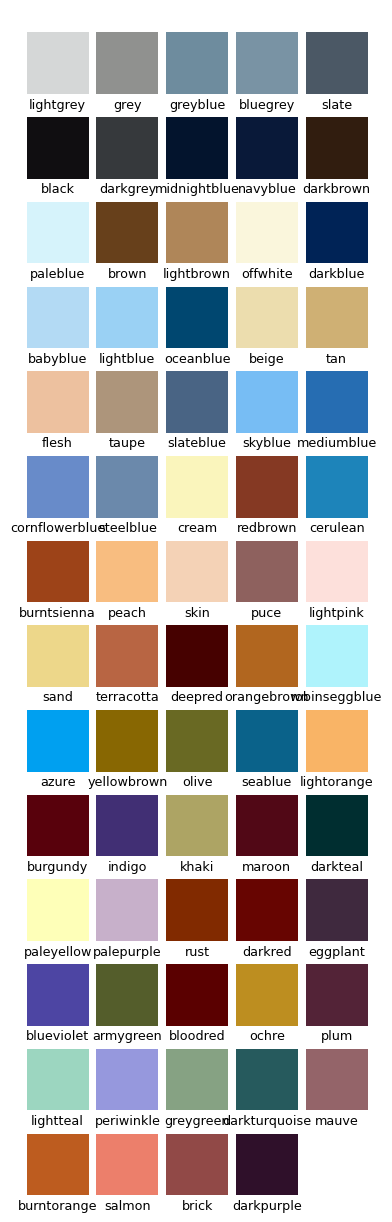 lightgrey grey greyblue bluegrey slate
black darkgrey midnightblue navyblue darkbrown
paleblue brown lightbrown offwhite darkblue
babyblue lightblue oceanblue beige tan
flesh taupe slateblue skyblue mediumblue
cornflowerblue steelblue cream redbrown cerulean
burntsienna peach skin puce lightpink
sand terracotta deepred orangebrown robinseggblue
azure yellowbrown olive seablue lightorange
burgundy indigo khaki maroon darkteal
paleyellow palepurple rust darkred eggplant
blueviolet armygreen bloodred ochre plum
lightteal periwinkle greygreen darkturquoise mauve
burntorange salmon brick darkpurple